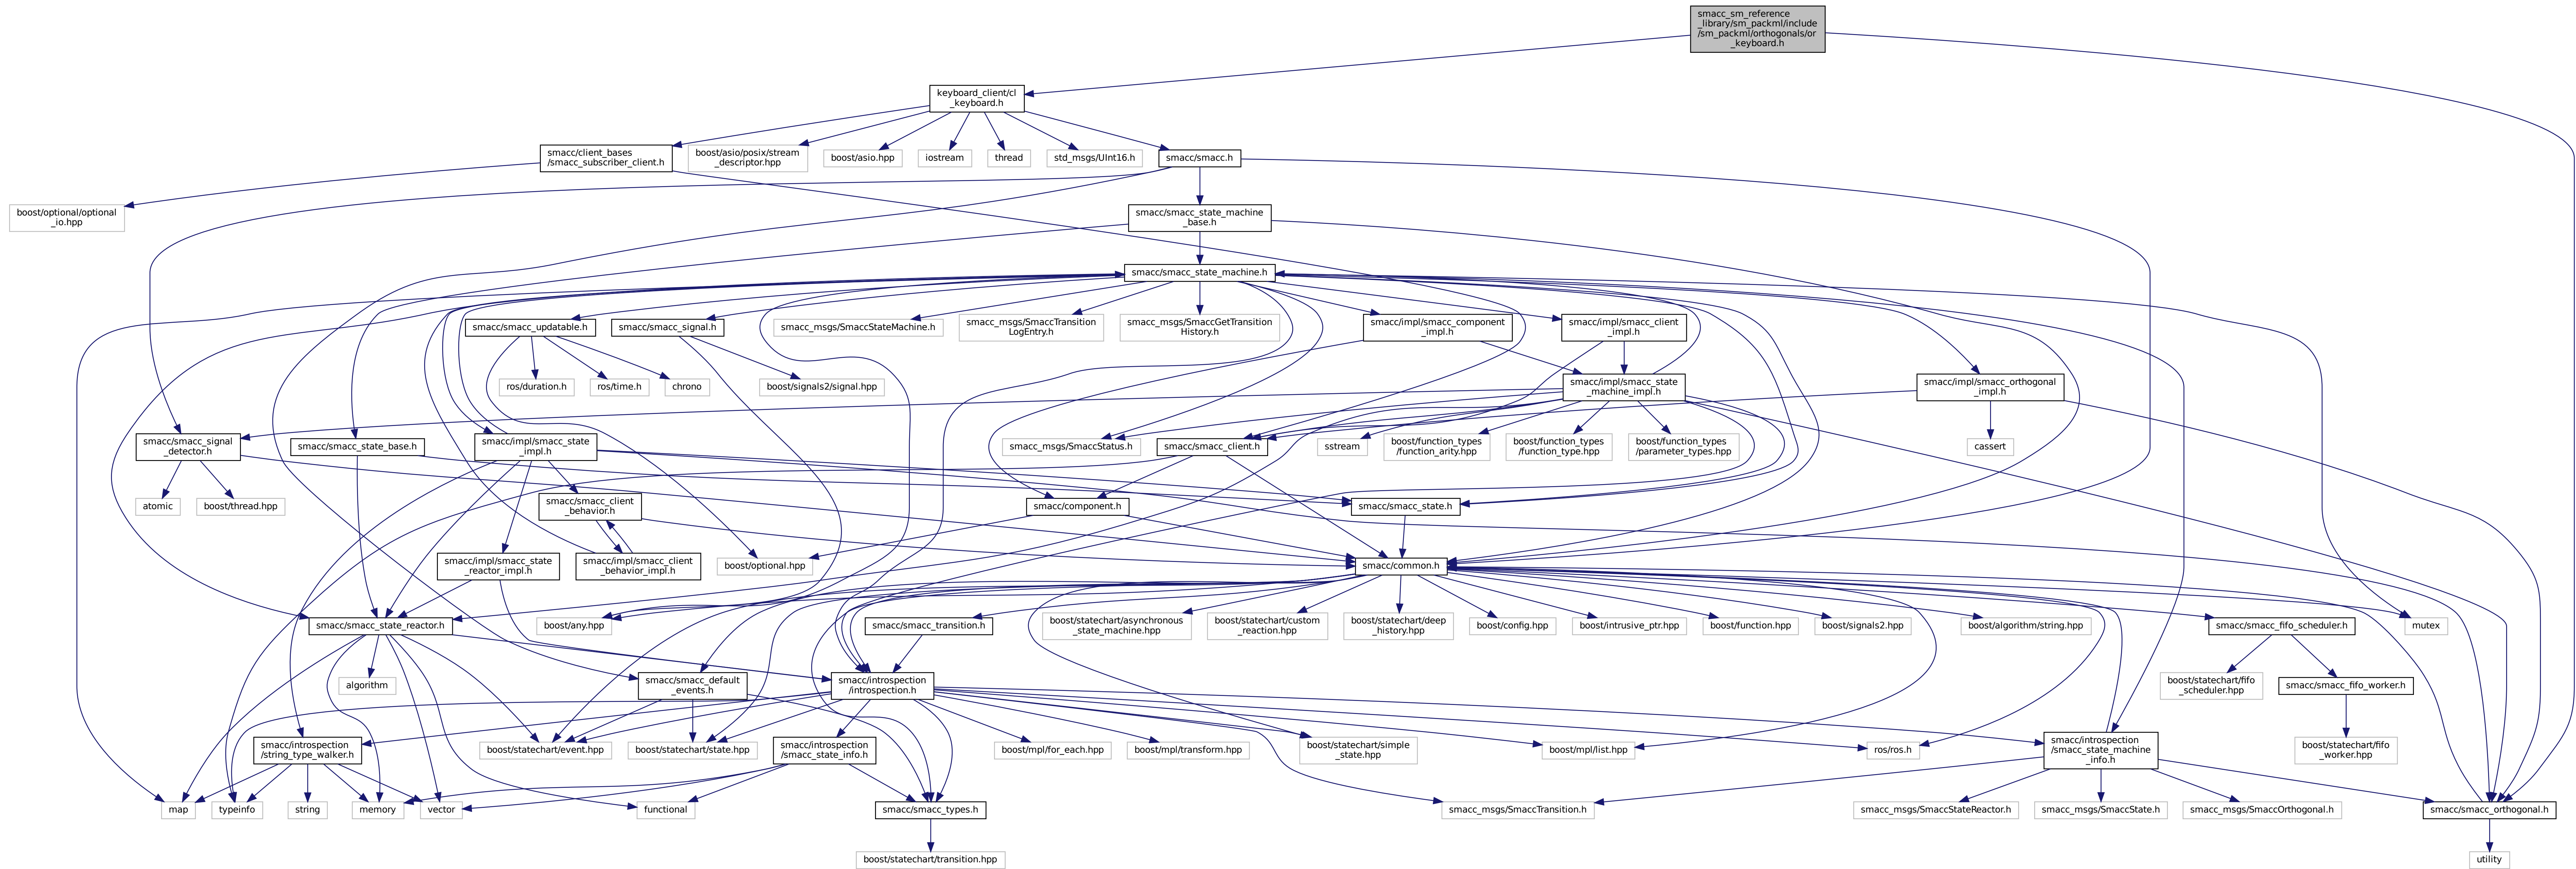 smacc_sm_reference
_library/sm_packml/include
/sm_packml/orthogonals/or
_keyboard.h
keyboard_client/cl
_keyboard.h
smacc/client_bases
/smacc_subscriber_client.h
boost/asio/posix/stream
_descriptor.hpp
boost/asio.hpp
iostream
thread
std_msgs/UInt16.h
smacc/smacc.h
boost/optional/optional
_io.hpp
smacc/smacc_state_machine
_base.h
smacc/smacc_state_machine.h
smacc/smacc_updatable.h
smacc/smacc_signal.h
smacc_msgs/SmaccStateMachine.h
smacc_msgs/SmaccTransition
LogEntry.h
smacc_msgs/SmaccGetTransition
History.h
smacc/impl/smacc_component
_impl.h
smacc/impl/smacc_client
_impl.h
ros/duration.h
ros/time.h
chrono
boost/signals2/signal.hpp
smacc/impl/smacc_state
_machine_impl.h
smacc/impl/smacc_orthogonal
_impl.h
smacc/smacc_signal
_detector.h
smacc/smacc_state_base.h
smacc/impl/smacc_state
_impl.h
smacc_msgs/SmaccStatus.h
smacc/smacc_client.h
sstream
boost/function_types
/function_arity.hpp
boost/function_types
/function_type.hpp
boost/function_types
/parameter_types.hpp
cassert
atomic
boost/thread.hpp
smacc/smacc_client
_behavior.h
smacc/component.h
smacc/smacc_state.h
smacc/impl/smacc_state
_reactor_impl.h
smacc/impl/smacc_client
_behavior_impl.h
boost/optional.hpp
smacc/common.h
smacc/smacc_state_reactor.h
boost/any.hpp
smacc/smacc_transition.h
boost/statechart/asynchronous
_state_machine.hpp
boost/statechart/custom
_reaction.hpp
boost/statechart/deep
_history.hpp
boost/config.hpp
boost/intrusive_ptr.hpp
boost/function.hpp
boost/signals2.hpp
boost/algorithm/string.hpp
smacc/smacc_fifo_scheduler.h
mutex
algorithm
smacc/smacc_default
_events.h
smacc/introspection
/introspection.h
boost/statechart/fifo
_scheduler.hpp
smacc/smacc_fifo_worker.h
smacc/introspection
/string_type_walker.h
boost/statechart/event.hpp
boost/statechart/state.hpp
smacc/introspection
/smacc_state_info.h
boost/mpl/for_each.hpp
boost/mpl/transform.hpp
boost/statechart/simple
_state.hpp
boost/mpl/list.hpp
ros/ros.h
smacc/introspection
/smacc_state_machine
_info.h
boost/statechart/fifo
_worker.hpp
map
typeinfo
string
memory
vector
functional
smacc/smacc_types.h
smacc_msgs/SmaccTransition.h
smacc_msgs/SmaccStateReactor.h
smacc_msgs/SmaccState.h
smacc_msgs/SmaccOrthogonal.h
smacc/smacc_orthogonal.h
boost/statechart/transition.hpp
utility